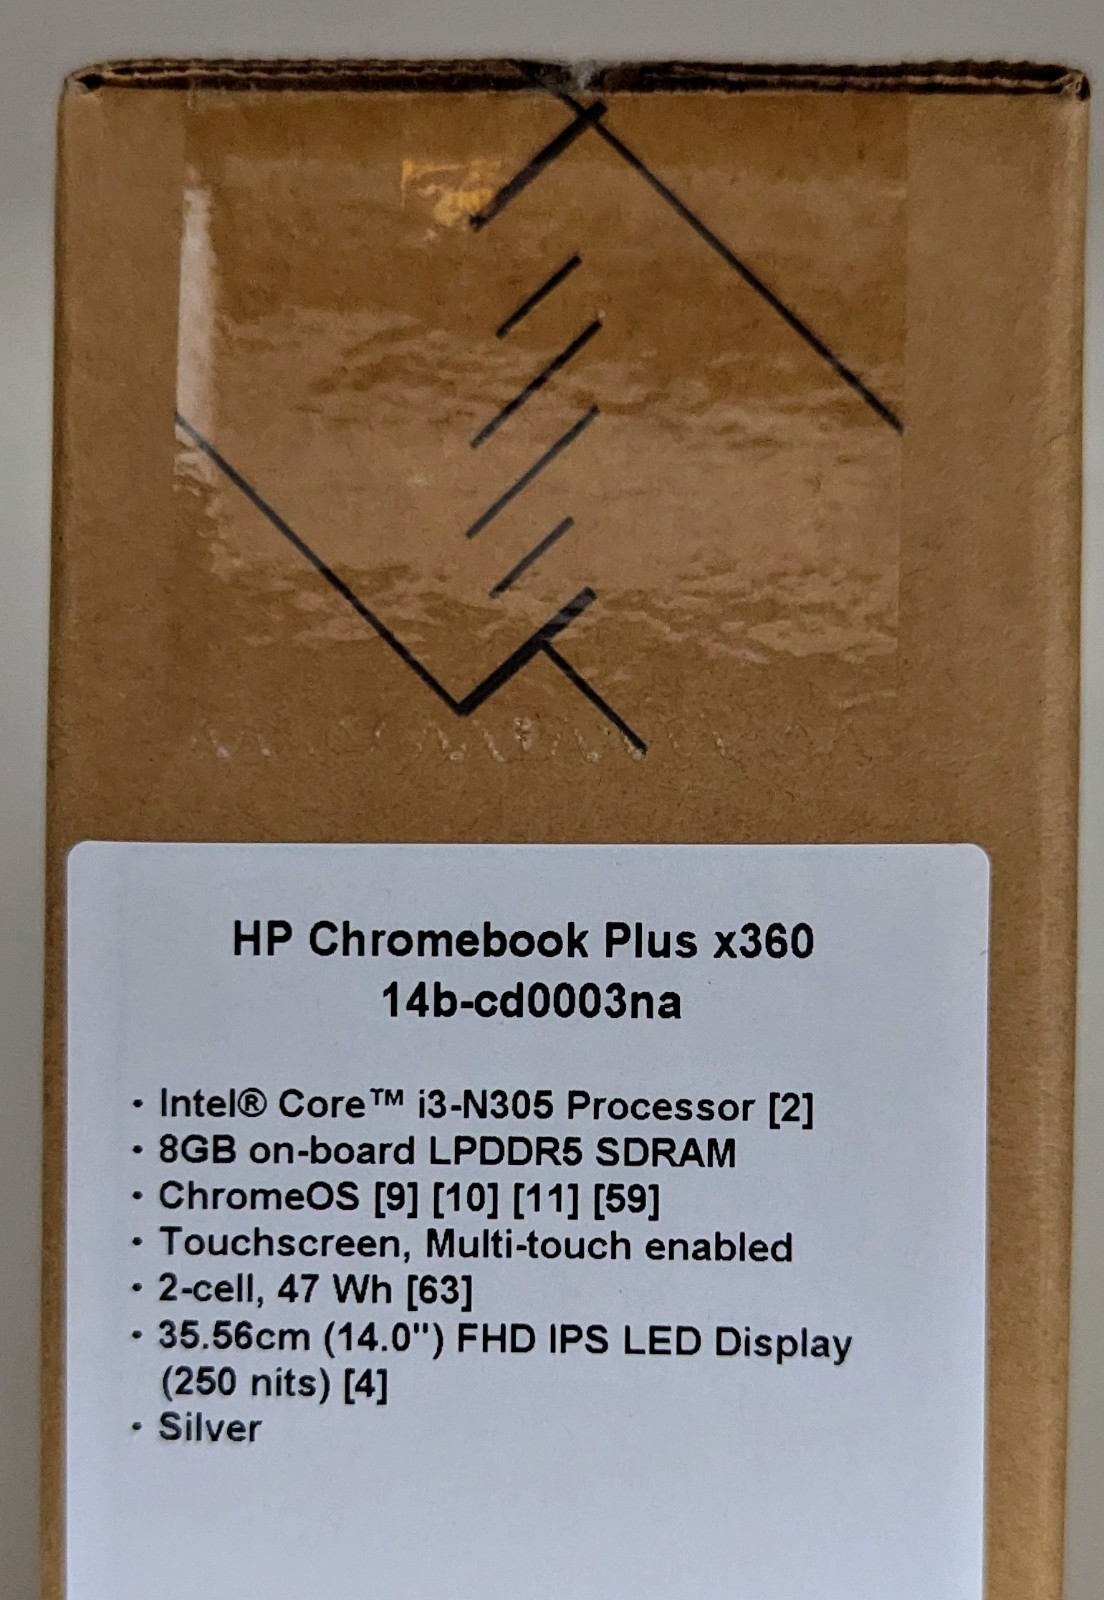 HP Chromebook Plus x360
14b-cd0003na
• Intel® Core™ i3-N305 Processor [2]
• 8GB on-board LPDDR5 SDRAM
• ChromeOS [9] [10] [11] [59]
• Touchscreen, Multi-touch enabled
• 2-cell, 47 Wh [63]
• 35.56cm (14.0") FHD IPS LED Display
(250 nits) [4]
• Silver